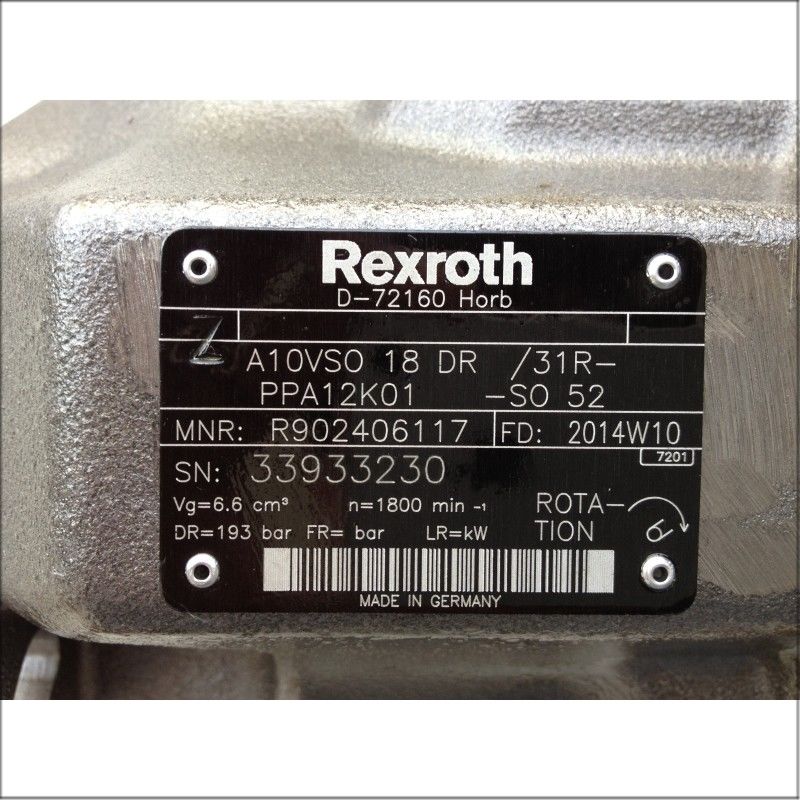 Rexroth
D-72160 Horb
Z
A10VSO 18 DR /31R-
PPA12K01 -SO 52
MNR: R902406117 FD: 2014W10
7201
SN: 33933230
Vg=6.6 cm³ n=1800 min -1 ROTA-
DR=193 bar FR= bar LR=kW TION
MADE IN GERMANY